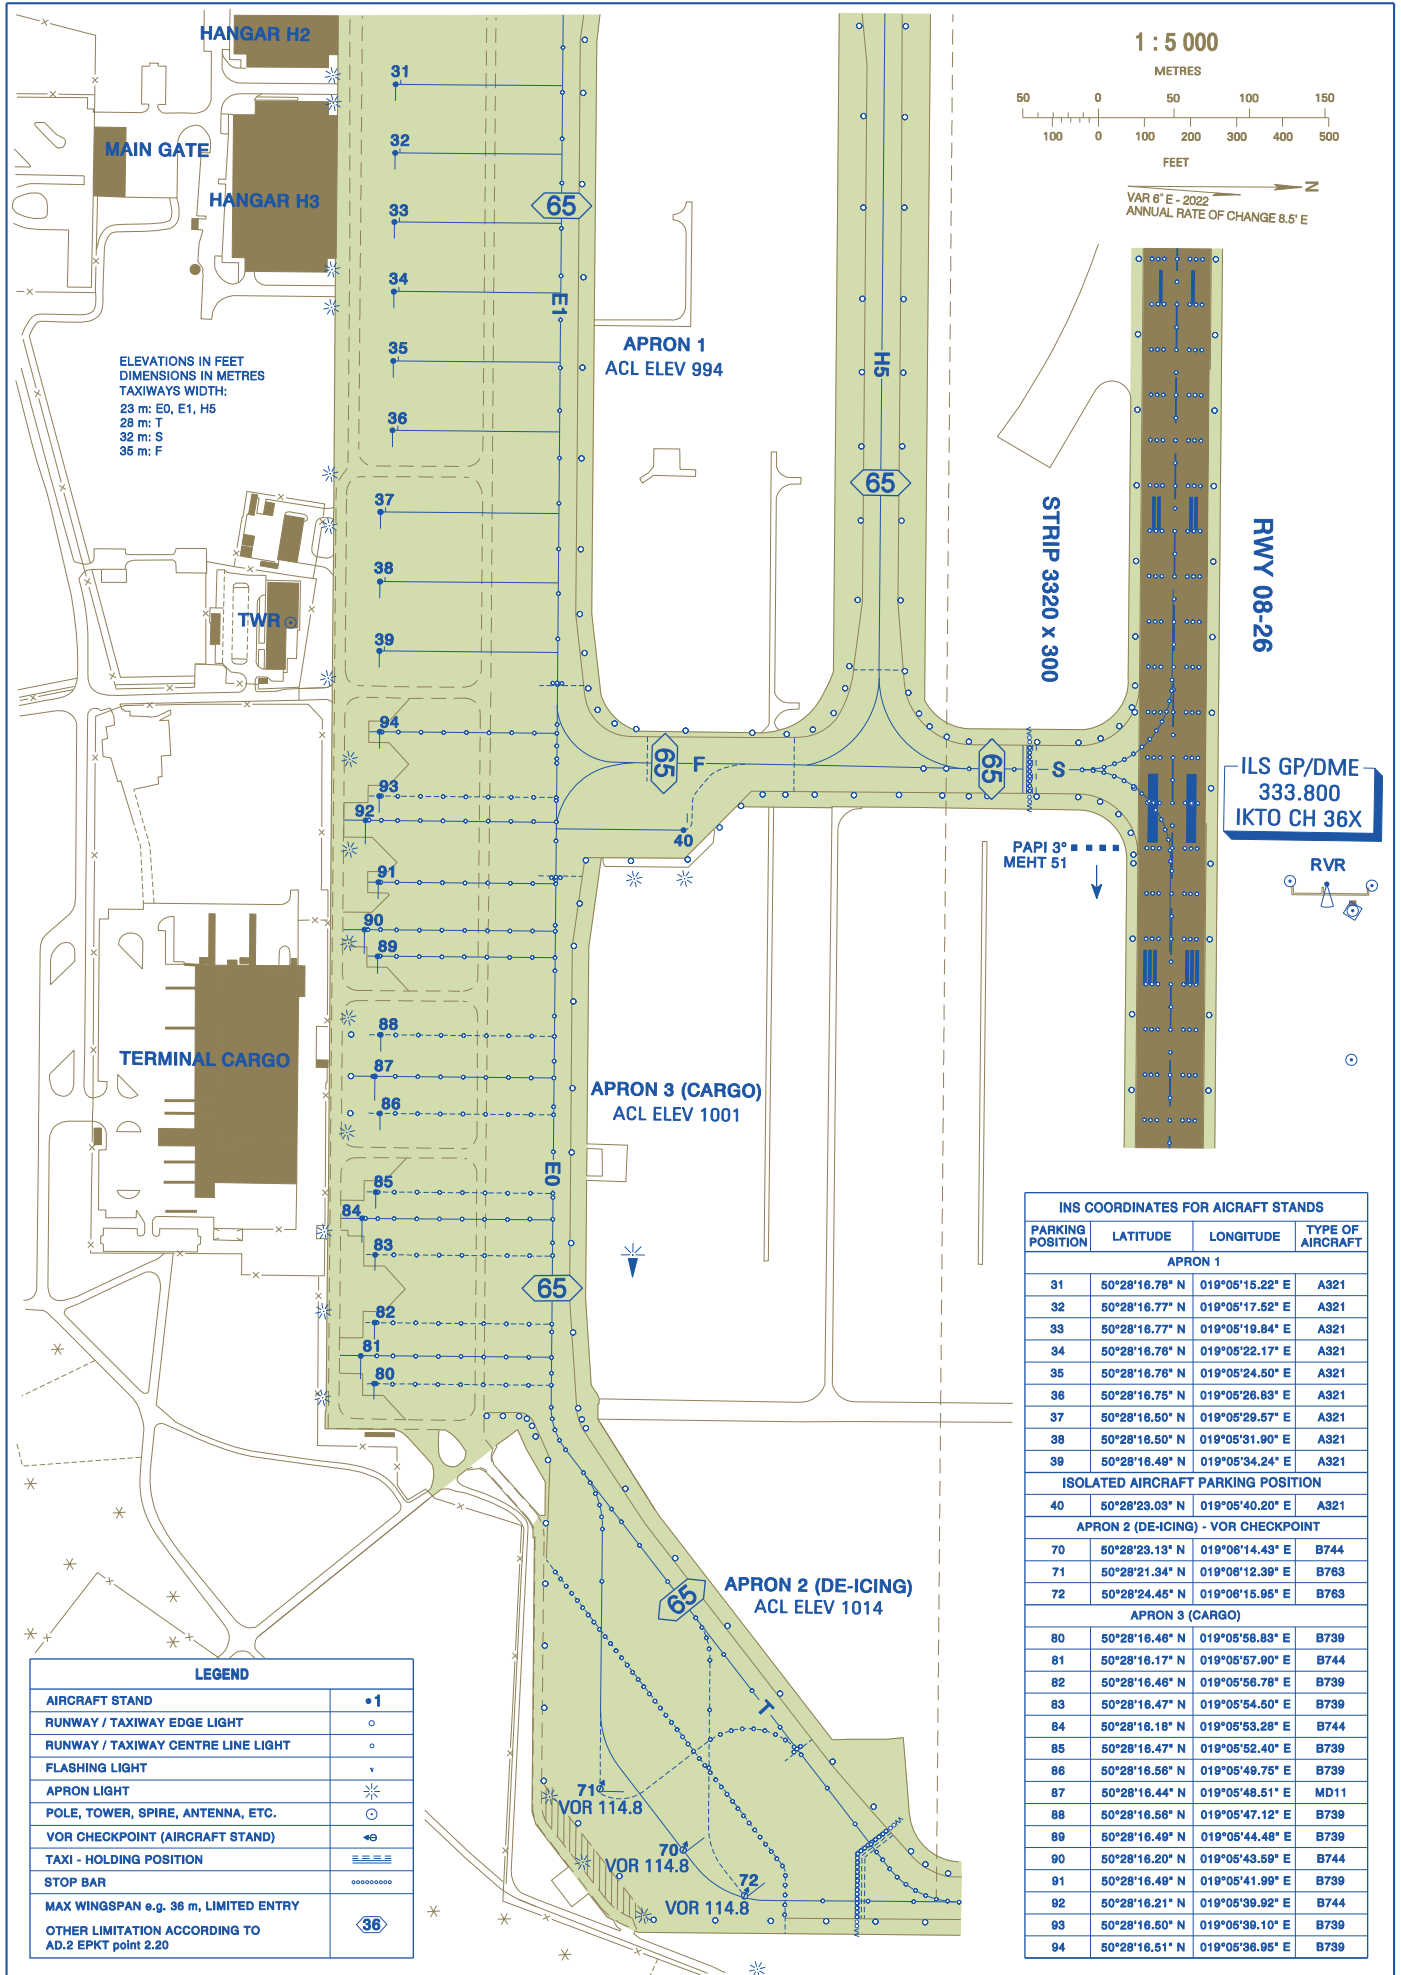 HANGAR H2
MAIN GATE
HANGAR H3
31
32
33
34
35
36
37
38
39
65
E1
APRON 1
ACL ELEV 994
H5
65
1 : 5 000
METRES
50 0 50 100 150
100 0 100 200 300 400 500
FEET
N
VAR 6° E - 2022
ANNUAL RATE OF CHANGE 8.5' E
ELEVATIONS IN FEET
DIMENSIONS IN METRES
TAXIWAYS WIDTH:
23 m: E0, E1, H5
28 m: T
32 m: S
35 m: F
STRIP 3320 x 300
RWY 08-26
TWR
94
93
92
91
90
89
88
87
86
85
84
83
82
81
80
65
F
65
S
40
ILS GP/DME
333.800
IKTO CH 36X
PAPI 3°
MEHT 51
RVR
TERMINAL CARGO
APRON 3 (CARGO)
ACL ELEV 1001
E0
65
APRON 2 (DE-ICING)
ACL ELEV 1014
65
T
71
VOR 114.8
70
VOR 114.8
72
VOR 114.8
LEGEND
AIRCRAFT STAND 1
RUNWAY / TAXIWAY EDGE LIGHT
RUNWAY / TAXIWAY CENTRE LINE LIGHT
FLASHING LIGHT
APRON LIGHT
POLE, TOWER, SPIRE, ANTENNA, ETC.
VOR CHECKPOINT (AIRCRAFT STAND)
TAXI - HOLDING POSITION
STOP BAR
MAX WINGSPAN e.g. 36 m, LIMITED ENTRY
36
OTHER LIMITATION ACCORDING TO
AD.2 EPKT point 2.20
INS COORDINATES FOR AICRAFT STANDS
PARKING POSITION LATITUDE LONGITUDE TYPE OF AIRCRAFT
APRON 1
31 50°28'16.78" N 019°05'15.22" E A321
32 50°28'16.77" N 019°05'17.52" E A321
33 50°28'16.77" N 019°05'19.84" E A321
34 50°28'16.76" N 019°05'22.17" E A321
35 50°28'16.76" N 019°05'24.50" E A321
36 50°28'16.75" N 019°05'26.83" E A321
37 50°28'16.50" N 019°05'29.57" E A321
38 50°28'16.50" N 019°05'31.90" E A321
39 50°28'16.49" N 019°05'34.24" E A321
ISOLATED AIRCRAFT PARKING POSITION
40 50°28'23.03" N 019°05'40.20" E A321
APRON 2 (DE-ICING) - VOR CHECKPOINT
70 50°28'23.13" N 019°06'14.43" E B744
71 50°28'21.34" N 019°06'12.39" E B763
72 50°28'24.45" N 019°06'15.95" E B763
APRON 3 (CARGO)
80 50°28'16.46" N 019°05'58.83" E B739
81 50°28'16.17" N 019°05'57.90" E B744
82 50°28'16.46" N 019°05'56.78" E B739
83 50°28'16.47" N 019°05'54.50" E B739
84 50°28'16.18" N 019°05'53.28" E B744
85 50°28'16.47" N 019°05'52.40" E B739
86 50°28'16.56" N 019°05'49.75" E B739
87 50°28'16.44" N 019°05'48.51" E MD11
88 50°28'16.56" N 019°05'47.12" E B739
89 50°28'16.49" N 019°05'44.48" E B739
90 50°28'16.20" N 019°05'43.59" E B744
91 50°28'16.49" N 019°05'41.99" E B739
92 50°28'16.21" N 019°05'39.92" E B744
93 50°28'16.50" N 019°05'39.10" E B739
94 50°28'16.51" N 019°05'36.95" E B739